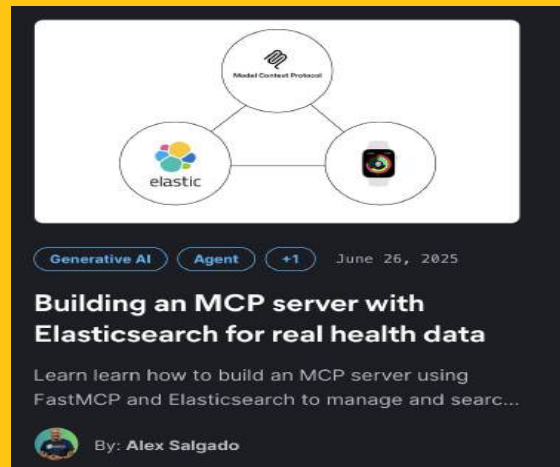 Model Context Protocol
elastic
Generative AI Agent +1 June 26, 2025
Building an MCP server with
Elasticsearch for real health data
Learn learn how to build an MCP server using
FastMCP and Elasticsearch to manage and searc...
By: Alex Salgado